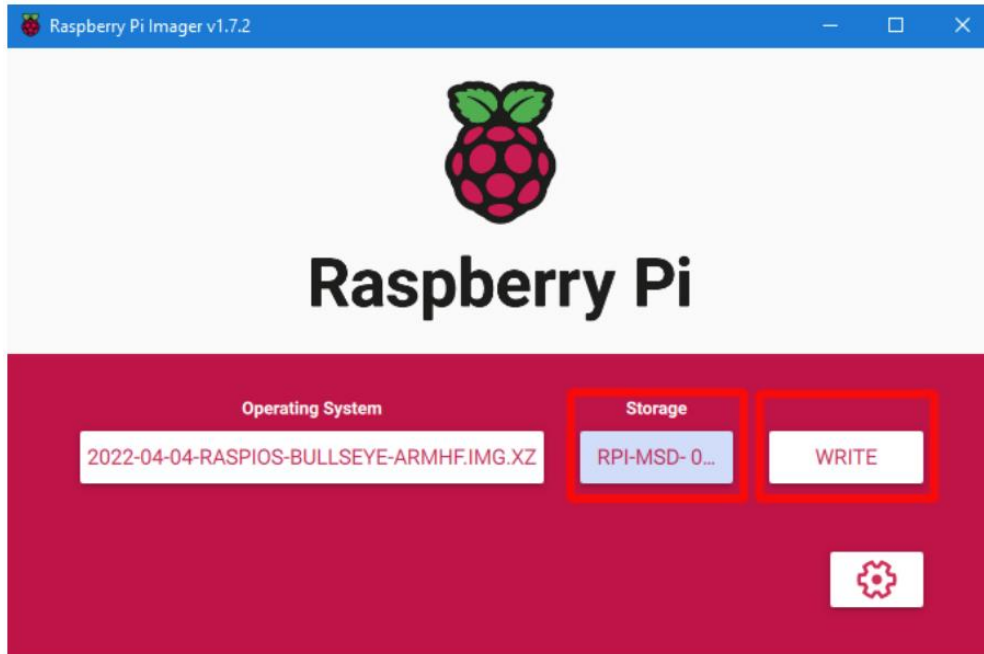 Raspberry Pi Imager v1.7.2
Raspberry Pi
Operating System
Storage
2022-04-04-RASPIOS-BULLSEYE-ARMHF.IMG.XZ
RPI-MSD- 0...
WRITE